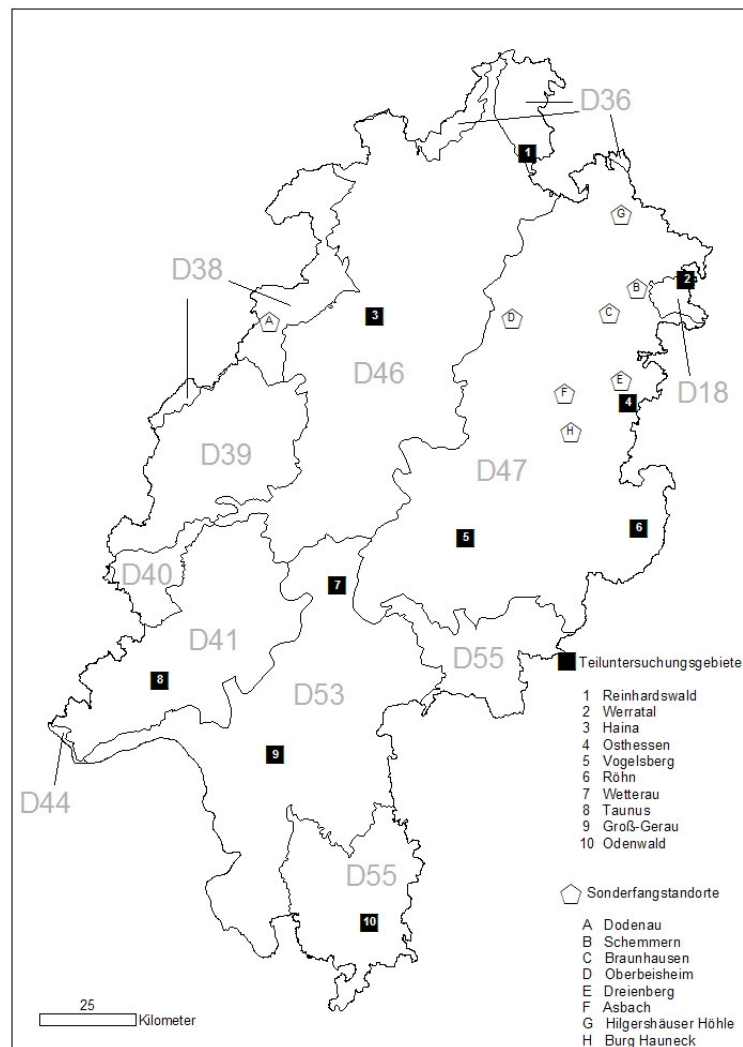 D36
1
G
D38
2
B
A
3
D
C
D46
D18
E
F
4
D39
H
D47
6
5
D40
7
D41
D55
8
D53
9
D44
D55
10
Teiluntersuchungsgebiete
1 Reinhardswald
2 Werratal
3 Haina
4 Osthessen
5 Vogelsberg
6 Röhn
7 Wetterau
8 Taunus
9 Groß-Gerau
10 Odenwald
Sonderfangstandorte
A Dodenau
B Schemmern
C Braunhausen
D Oberbeisheim
E Dreienberg
F Asbach
G Hilgershäuser Höhle
H Burg Hauneck
25
Kilometer